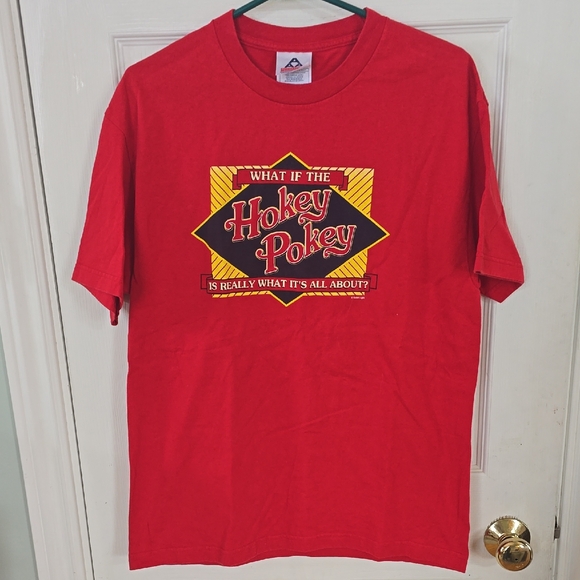 WHAT IF THE
Hokey
Pokey
IS REALLY WHAT IT'S ALL ABOUT?